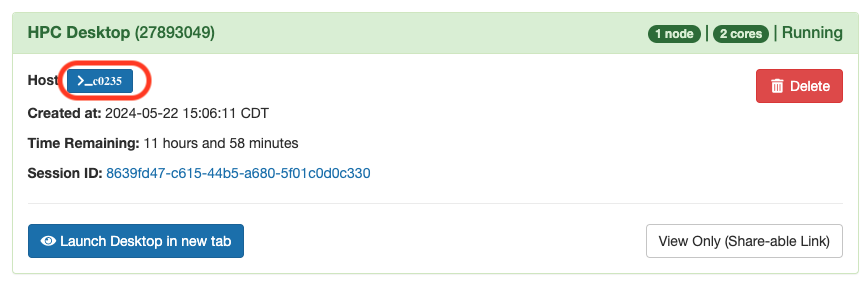 HPC Desktop (27893049) 1 node | 2 cores | Running
Host >_c0235 Delete
Created at: 2024-05-22 15:06:11 CDT
Time Remaining: 11 hours and 58 minutes
Session ID: 8639fd47-c615-44b5-a680-5f01c0d0c330
Launch Desktop in new tab View Only (Share-able Link)